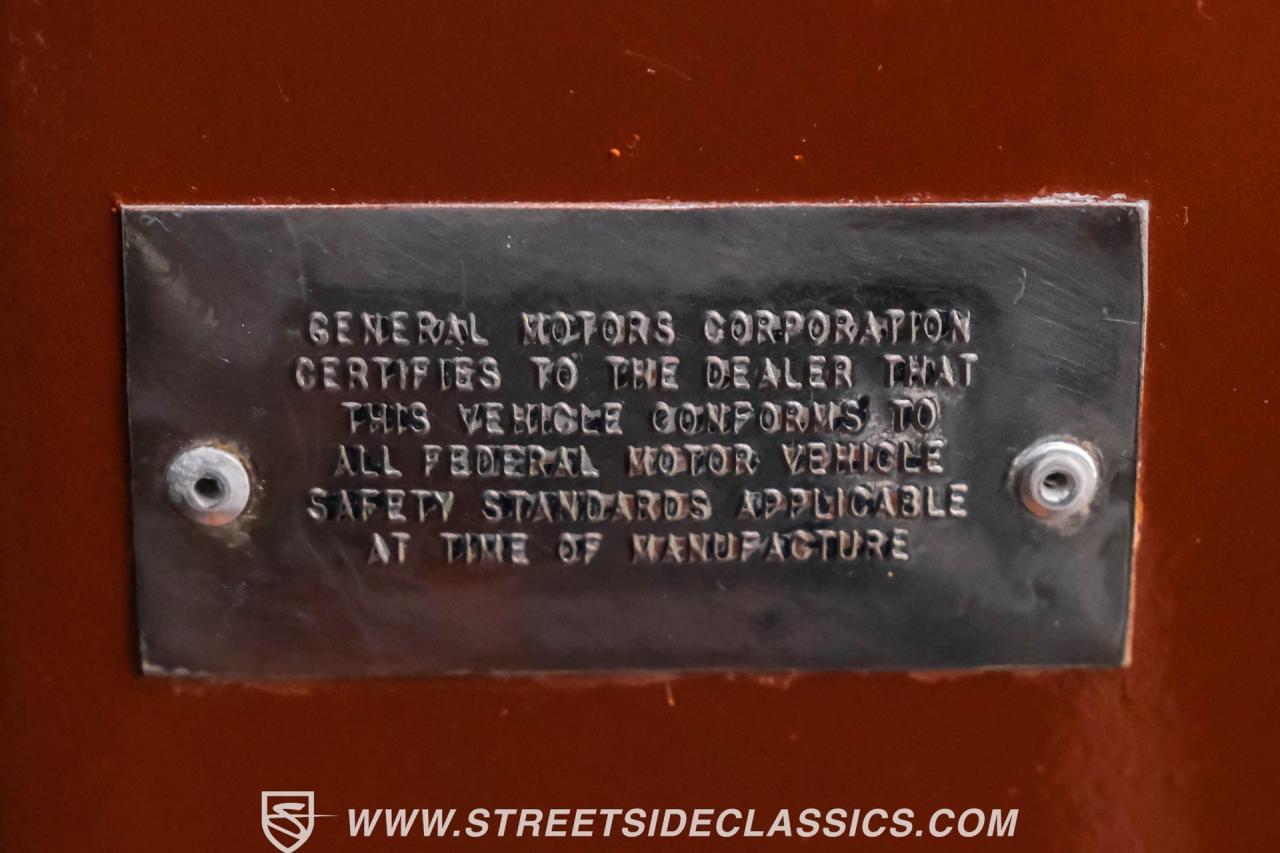 GENERAL MOTORS CORPORATION
CERTIFIES TO THE DEALER THAT
THIS VEHICLE CONFORMS TO
ALL FEDERAL MOTOR VEHICLE
SAFETY STANDARDS APPLICABLE
AT TIME OF MANUFACTURE
WWW.STREETSIDECLASSICS.COM